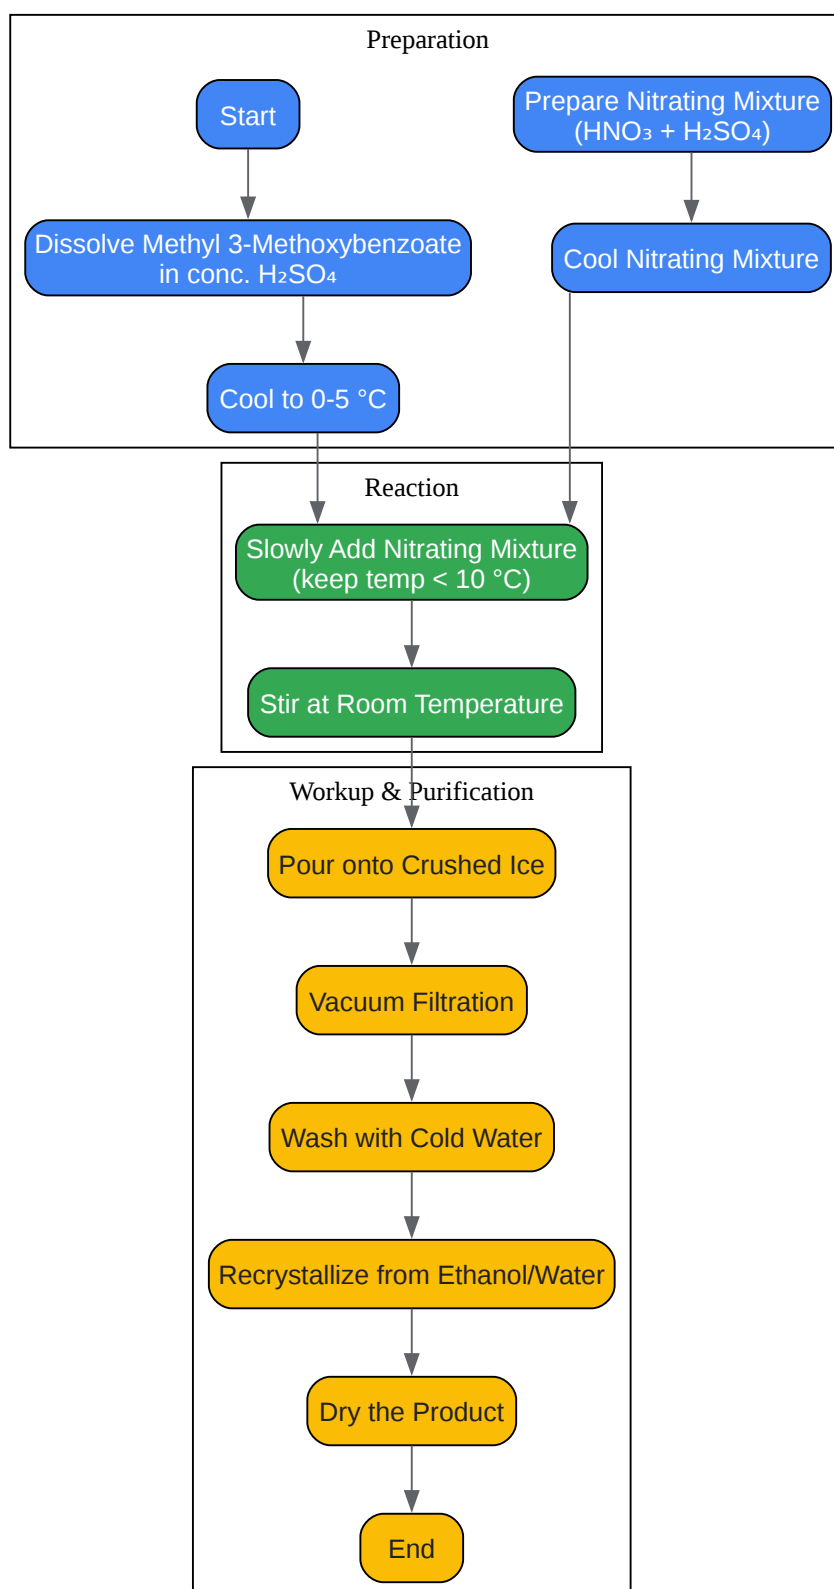 Preparation
Start
Prepare Nitrating Mixture
(HNO₃ + H₂SO₄)
Dissolve Methyl 3-Methoxybenzoate
in conc. H₂SO₄
Cool Nitrating Mixture
Cool to 0-5 °C
Reaction
Slowly Add Nitrating Mixture
(keep temp < 10 °C)
Stir at Room Temperature
Workup & Purification
Pour onto Crushed Ice
Vacuum Filtration
Wash with Cold Water
Recrystallize from Ethanol/Water
Dry the Product
End